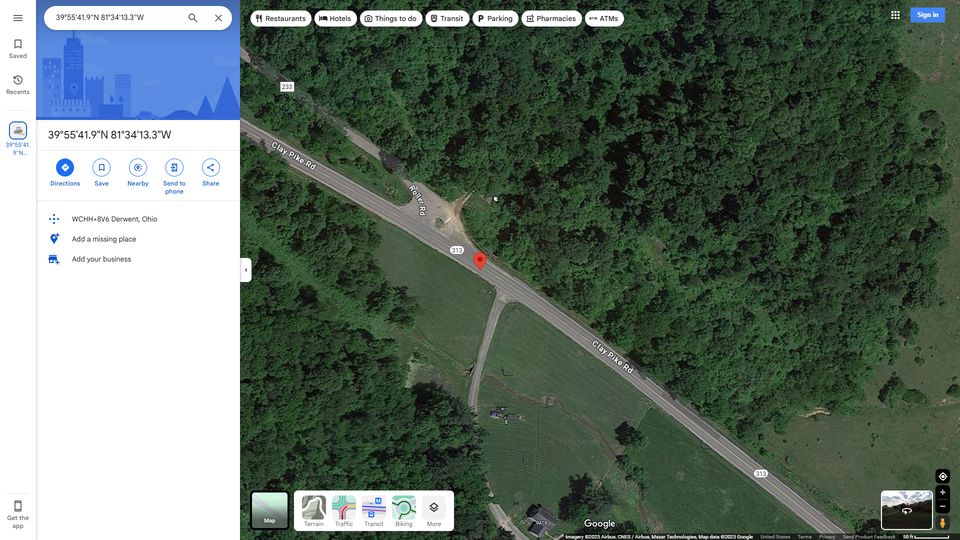 39°55'41.9"N 81°34'13.3"W
Restaurants
Hotels
Things to do
Transit
Parking
Pharmacies
ATMs
Sign in
Saved
Recents
39°55'41.
9"N...
39°55'41.9"N 81°34'13.3"W
Directions
Save
Nearby
Send to
phone
Share
WCHH+8V6 Derwent, Ohio
Add a missing place
Add your business
Get the
app
233
Clay Pike Rd
Roller Rd
313
Clay Pike Rd
313
9414
Map
Terrain
Traffic
Transit
Biking
More
Google
Imagery ©2025 Airbus, CNES / Airbus, Maxar Technologies, Map data ©2025 Google
United States
Terms
Privacy
Send Product Feedback
50 ft